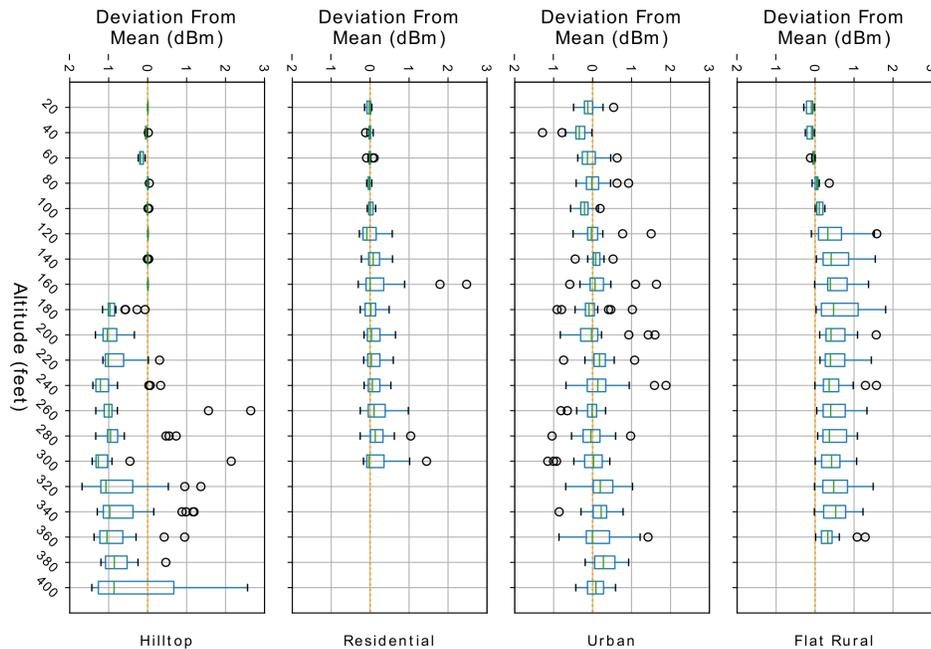 Deviation From
Mean (dBm)
Deviation From
Mean (dBm)
Deviation From
Mean (dBm)
Deviation From
Mean (dBm)
2 1 0 1 2 3
2 1 0 1 2 3
2 1 0 1 2 3
2 1 0 1 2 3
20
40
60
80
100
120
140
160
180
200
220
240
260
280
300
320
340
360
380
400
Altitude (feet)
Hilltop
Residential
Urban
Flat Rural